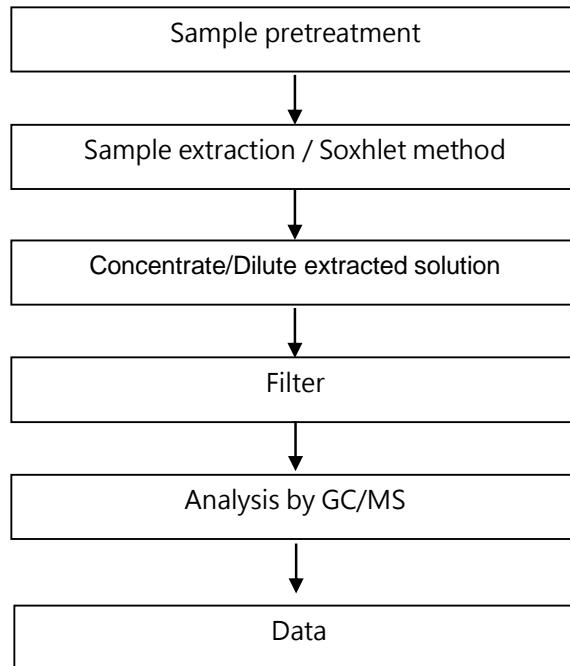 Sample pretreatment
Sample extraction / Soxhlet method
Concentrate/Dilute extracted solution
Filter
Analysis by GC/MS
Data